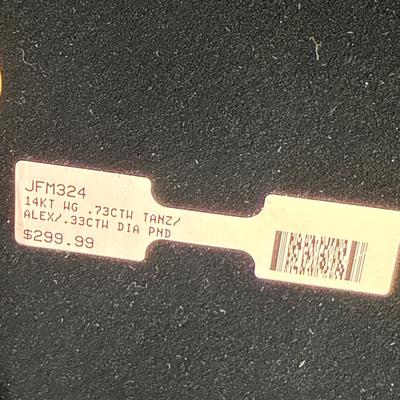 JFM324
14KT WG .73CTW TANZ/
ALEX/.33CTW DIA PND
$299.99